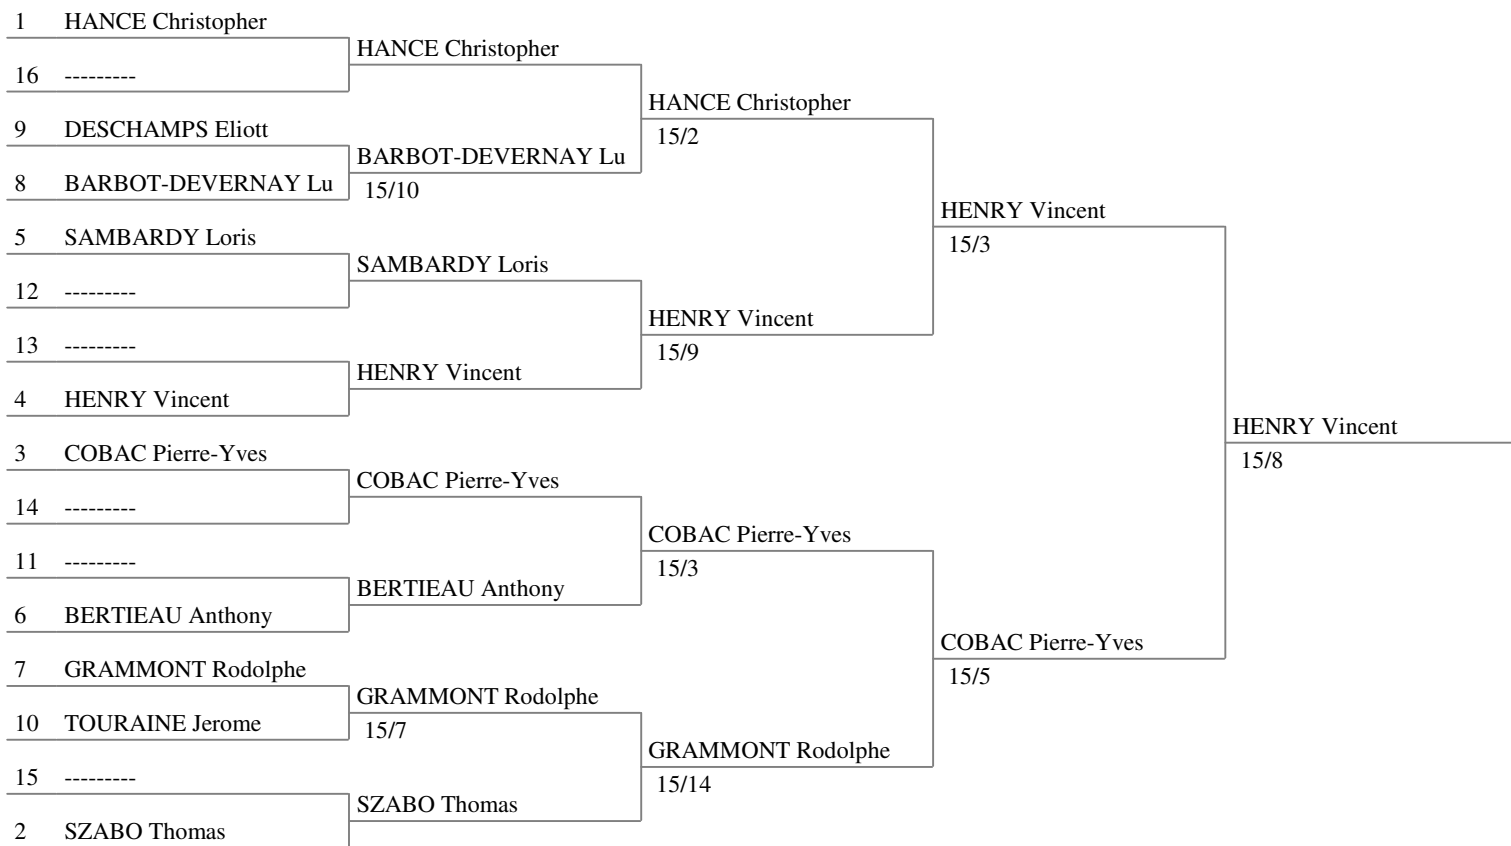 1 HANCE Christopher
HANCE Christopher
16 ---------
HANCE Christopher
9 DESCHAMPS Eliott
15/2
BARBOT-DEVERNAY Lu
8 BARBOT-DEVERNAY Lu
15/10
HENRY Vincent
5 SAMBARDY Loris
15/3
SAMBARDY Loris
12 ---------
HENRY Vincent
13 ---------
15/9
HENRY Vincent
4 HENRY Vincent
HENRY Vincent
3 COBAC Pierre-Yves
15/8
COBAC Pierre-Yves
14 ---------
COBAC Pierre-Yves
11 ---------
15/3
BERTIEAU Anthony
6 BERTIEAU Anthony
COBAC Pierre-Yves
7 GRAMMONT Rodolphe
15/5
GRAMMONT Rodolphe
10 TOURAINE Jerome
15/7
GRAMMONT Rodolphe
15 ---------
15/14
SZABO Thomas
2 SZABO Thomas